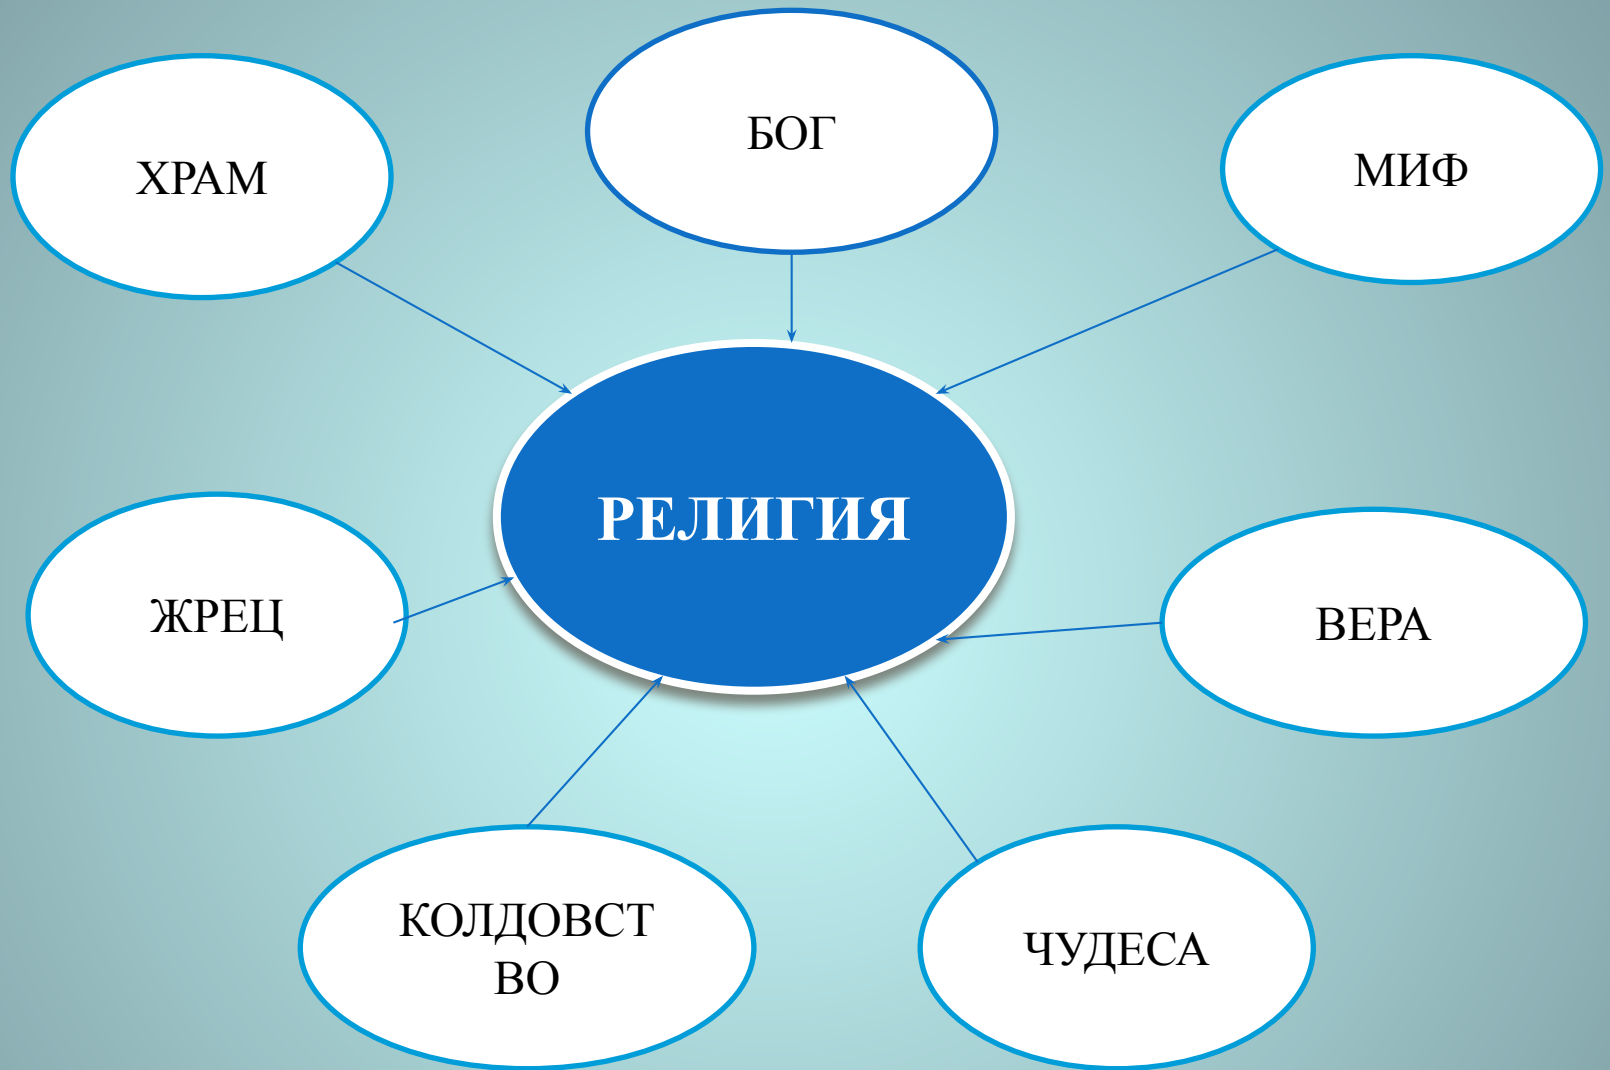 БОГ
ХРАМ
МИФ
РЕЛИГИЯ
ЖРЕЦ
ВЕРА
КОЛДОВСТ
ВО
ЧУДЕСА